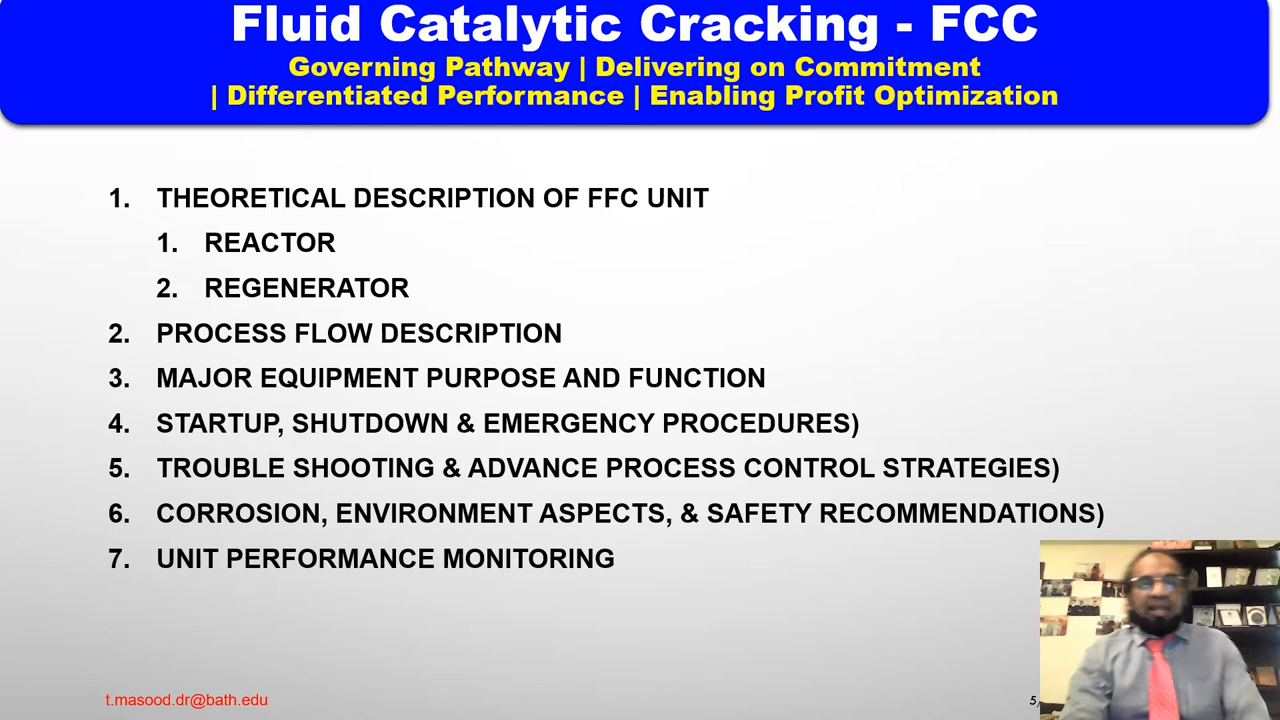 Fluid Catalytic Cracking - FCC
Governing Pathway | Delivering on Commitment
| Differentiated Performance | Enabling Profit Optimization
1. THEORETICAL DESCRIPTION OF FFC UNIT
1. REACTOR
2. REGENERATOR
2. PROCESS FLOW DESCRIPTION
3. MAJOR EQUIPMENT PURPOSE AND FUNCTION
4. STARTUP, SHUTDOWN & EMERGENCY PROCEDURES)
5. TROUBLE SHOOTING & ADVANCE PROCESS CONTROL STRATEGIES)
6. CORROSION, ENVIRONMENT ASPECTS, & SAFETY RECOMMENDATIONS)
7. UNIT PERFORMANCE MONITORING
t.masood.dr@bath.edu